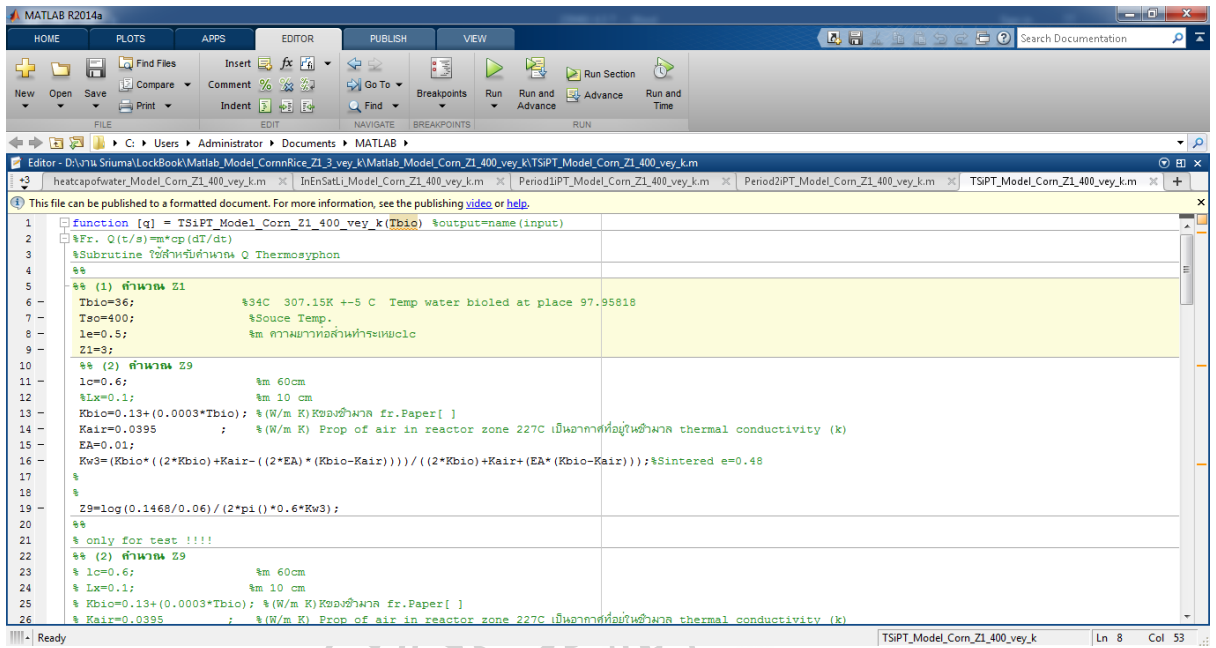 MATLAB R2014a
HOME PLOTS APPS EDITOR PUBLISH VIEW Search Documentation
Find Files Insert fx
New Open Save Compare Comment Go To Breakpoints Run Run and Advance Run Section Advance Run and Time
Print Indent Find
FILE EDIT NAVIGATE BREAKPOINTS RUN
C: Users Administrator Documents MATLAB
Editor - D:\งาน Sriuma\LockBook\Matlab_Model_CornnRice_Z1_3_vey_k\Matlab_Model_Corn_Z1_400_vey_k\TSiPT_Model_Corn_Z1_400_vey_k.m
+3 heatcapofwater_Model_Corn_Z1_400_vey_k.m InEnSatLi_Model_Corn_Z1_400_vey_k.m Period1iPT_Model_Corn_Z1_400_vey_k.m Period2iPT_Model_Corn_Z1_400_vey_k.m TSiPT_Model_Corn_Z1_400_vey_k.m
This file can be published to a formatted document. For more information, see the publishing video or help.
1 function [q] = TSiPT_Model_Corn_Z1_400_vey_k(Tbio) %output=name(input)
2 %Fr. Q(t/s)=m*cp(dT/dt)
3 %Subrutine ใช้สำหรับคำนวณ Q Thermosyphon
4 %%
5 %% (1) คำนวณ Z1
6 – Tbio=36; %34C 307.15K +-5 C Temp water bioled at place 97.95818
7 – Tso=400; %Souce Temp.
8 – le=0.5; %m ความยาวท่อส่วนทำระเหยclc
9 – Z1=3;
10 %% (2) คำนวณ Z9
11 – lc=0.6; %m 60cm
12 %Lx=0.1; %m 10 cm
13 – Kbio=0.13+(0.0003*Tbio); %(W/m K)Kของชีวมวล fr.Paper[ ]
14 – Kair=0.0395 ; %(W/m K) Prop of air in reactor zone 227C เป็นอากาศที่อยู่ในชีวมวล thermal conductivity (k)
15 – EA=0.01;
16 – Kw3=(Kbio*((2*Kbio)+Kair-((2*EA)*(Kbio-Kair))))/((2*Kbio)+Kair+(EA*(Kbio-Kair)));%Sintered e=0.48
17 %
18 %
19 – Z9=log(0.1468/0.06)/(2*pi()*0.6*Kw3);
20 %%
21 % only for test !!!!
22 %% (2) คำนวณ Z9
23 % lc=0.6; %m 60cm
24 % Lx=0.1; %m 10 cm
25 % Kbio=0.13+(0.0003*Tbio); %(W/m K)Kของชีวมวล fr.Paper[ ]
26 % Kair=0.0395 ; %(W/m K) Prop of air in reactor zone 227C เป็นอากาศที่อยู่ในชีวมวล thermal conductivity (k)
Ready TSiPT_Model_Corn_Z1_400_vey_k Ln 8 Col 53